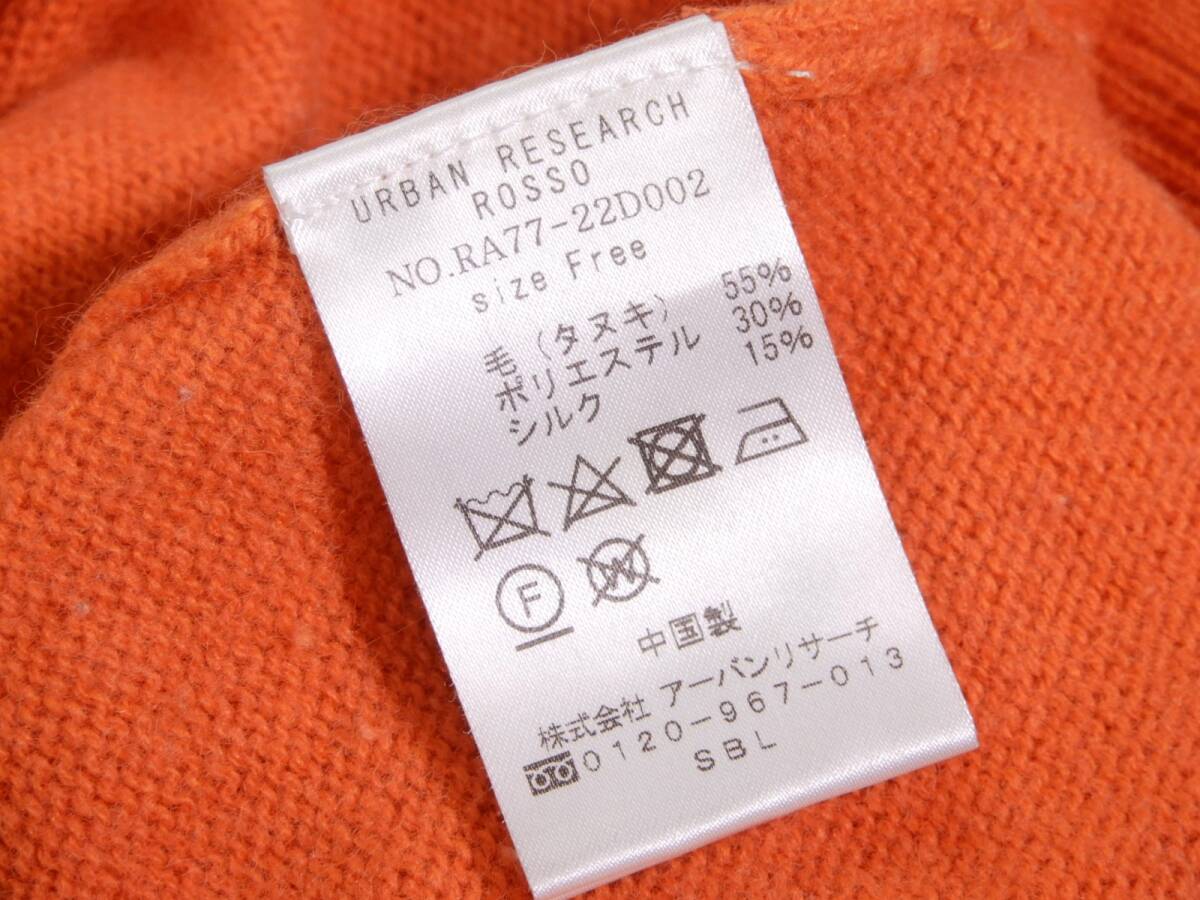 URBAN RESEARCH
ROSSO
NO.RA77-22D002
size Free
毛（タヌキ） 55%
ポリエステル 30%
シルク 15%
F W
中国製
株式会社 アーバンリサーチ
0120-967-013
SBL